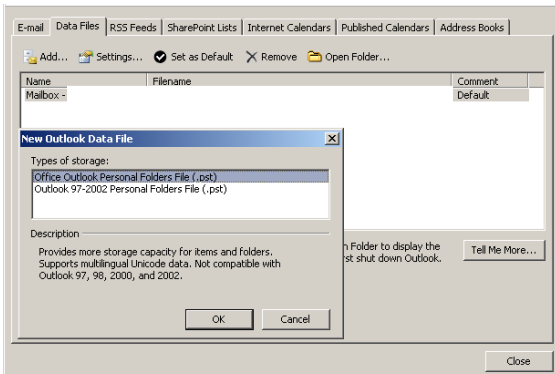 E-mail Data Files RSS Feeds SharePoint Lists Internet Calendars Published Calendars Address Books
Add... Settings... Set as Default Remove Open Folder...
Name Filename Comment
Mailbox - Default
New Outlook Data File
Types of storage:
Office Outlook Personal Folders File (.pst)
Outlook 97-2002 Personal Folders File (.pst)
Description
Provides more storage capacity for items and folders.
Supports multilingual Unicode data. Not compatible with
Outlook 97, 98, 2000, and 2002.
OK Cancel
n Folder to display the
rst shut down Outlook.
Tell Me More...
Close